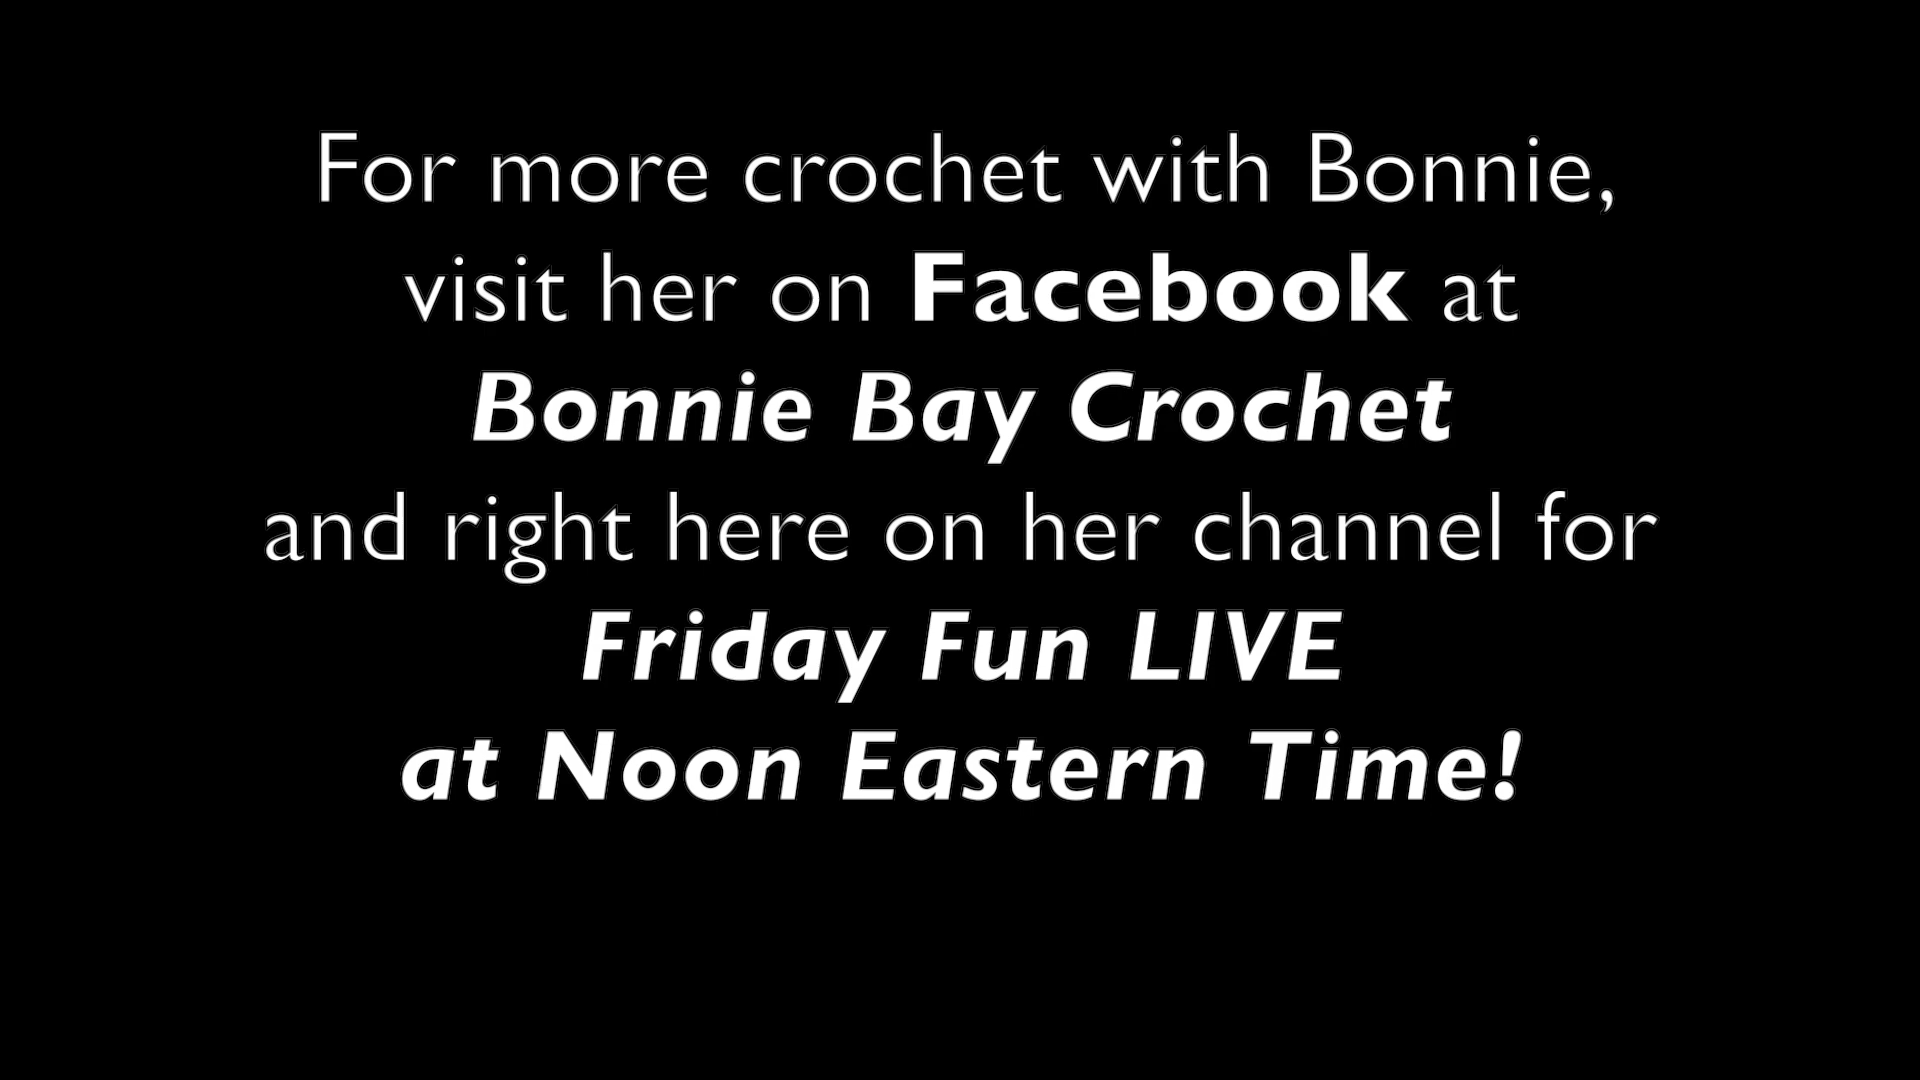 For more crochet with Bonnie,
visit her on Facebook at
Bonnie Bay Crochet
and right here on her channel for
Friday Fun LIVE
at Noon Eastern Time!